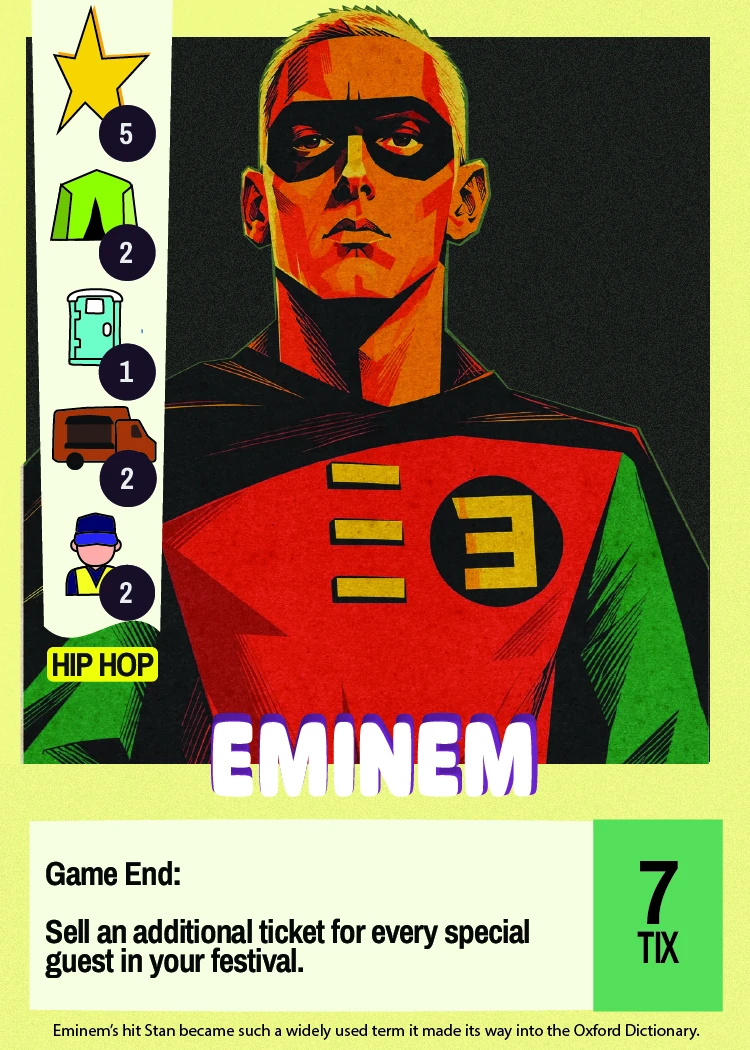 5
2
1
2
2
HIP HOP
E
EMINEM
Game End:
Sell an additional ticket for every special
guest in your festival.
7
TIX
Eminem’s hit Stan became such a widely used term it made its way into the Oxford Dictionary.